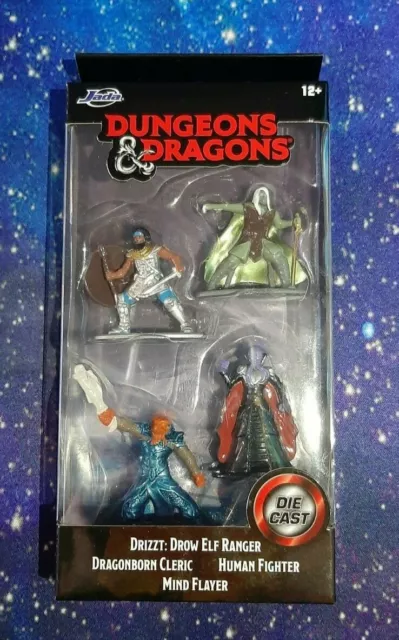 Jada
12+
DUNGEONS
& DRAGONS
DIE
CAST
DRIZZT: DROW ELF RANGER
DRAGONBORN CLERIC HUMAN FIGHTER
MIND FLAYER